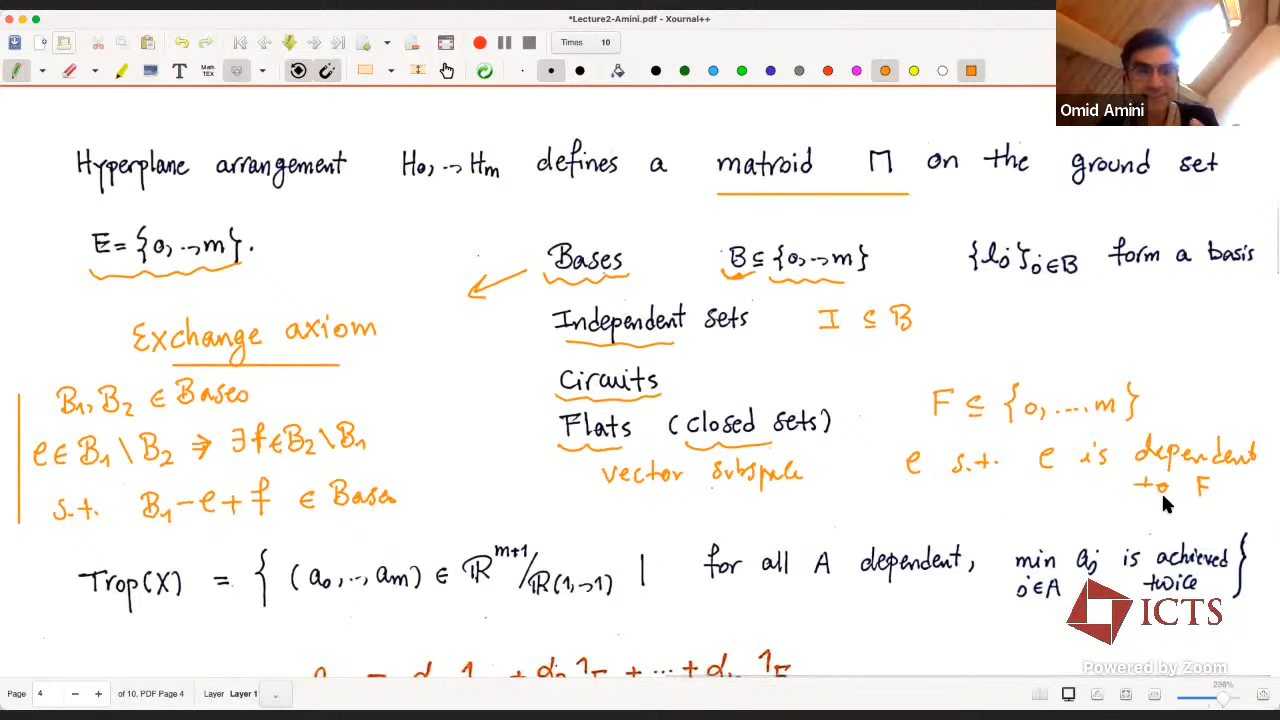 *Lecture2-Amini.pdf - Xournal++
Times 10
Omid Amini
Hyperplane arrangement H0, .., Hm defines a matroid M on the ground set
E = {0, .., m}.
Bases B ⊆ {0, .., m} {lj}j∈B form a basis
Independent sets I ⊆ B
Exchange axiom
Circuits
B1, B2 ∈ Bases
F ⊆ {0, ..., m}
Flats (closed sets)
e ∈ B1 \ B2 ⇒ ∃ f ∈ B2 \ B1
e s.t. e is dependent
to F
vector subspace
s.t. B1 - e + f ∈ Bases
Trop(X) = { (a0, .., am) ∈ ℝ^{m+1}/ℝ(1, .., 1) | for all A dependent, min j∈A aj is achieved twice }
ICTS
Powered by Zoom
Page 4 of 10, PDF Page 4 Layer Layer 1
236%